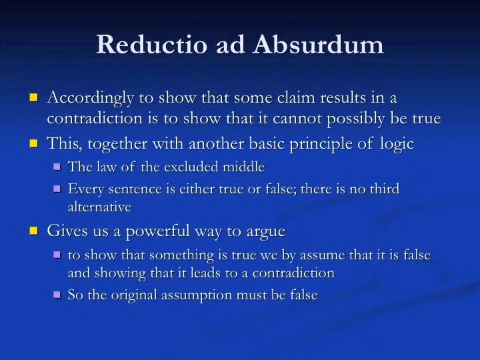 Reductio ad Absurdum
Accordingly to show that some claim results in a
contradiction is to show that it cannot possibly be true
This, together with another basic principle of logic
The law of the excluded middle
Every sentence is either true or false; there is no third
alternative
Gives us a powerful way to argue
to show that something is true we by assume that it is false
and showing that it leads to a contradiction
So the original assumption must be false